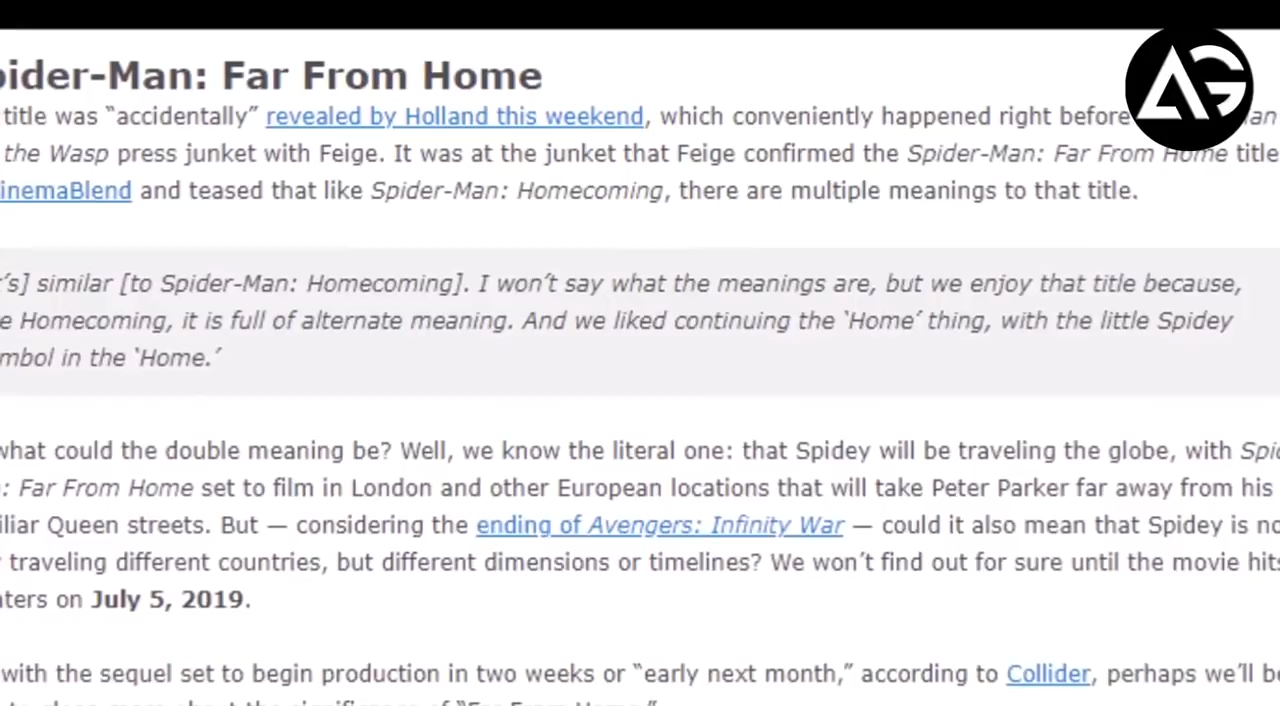 AG
pider-Man: Far From Home
title was “accidentally” revealed by Holland this weekend, which conveniently happened right before
the Wasp press junket with Feige. It was at the junket that Feige confirmed the Spider-Man: Far From Home title
inemaBlend and teased that like Spider-Man: Homecoming, there are multiple meanings to that title.
’s] similar [to Spider-Man: Homecoming]. I won’t say what the meanings are, but we enjoy that title because,
e Homecoming, it is full of alternate meaning. And we liked continuing the ‘Home’ thing, with the little Spidey
mbol in the ‘Home.’
what could the double meaning be? Well, we know the literal one: that Spidey will be traveling the globe, with Spi
: Far From Home set to film in London and other European locations that will take Peter Parker far away from his
iliar Queen streets. But — considering the ending of Avengers: Infinity War — could it also mean that Spidey is no
traveling different countries, but different dimensions or timelines? We won’t find out for sure until the movie hits
aters on July 5, 2019.
with the sequel set to begin production in two weeks or “early next month,” according to Collider, perhaps we’ll be